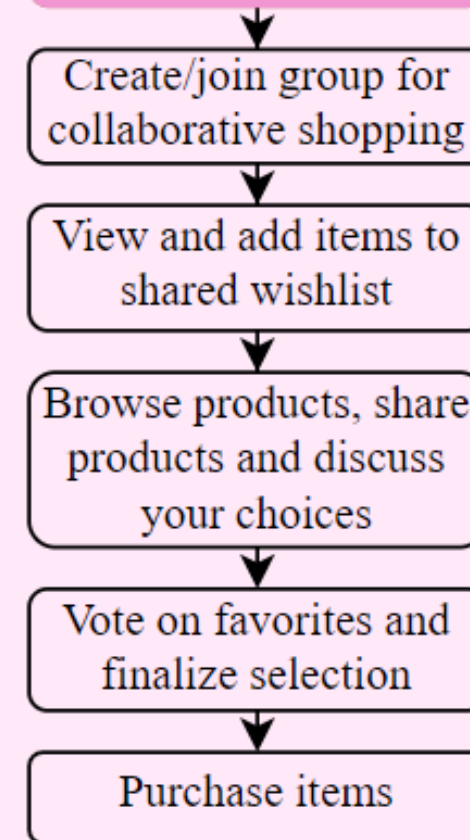 Create/join group for
collaborative shopping
View and add items to
shared wishlist
Browse products, share
products and discuss
your choices
Vote on favorites and
finalize selection
Purchase items